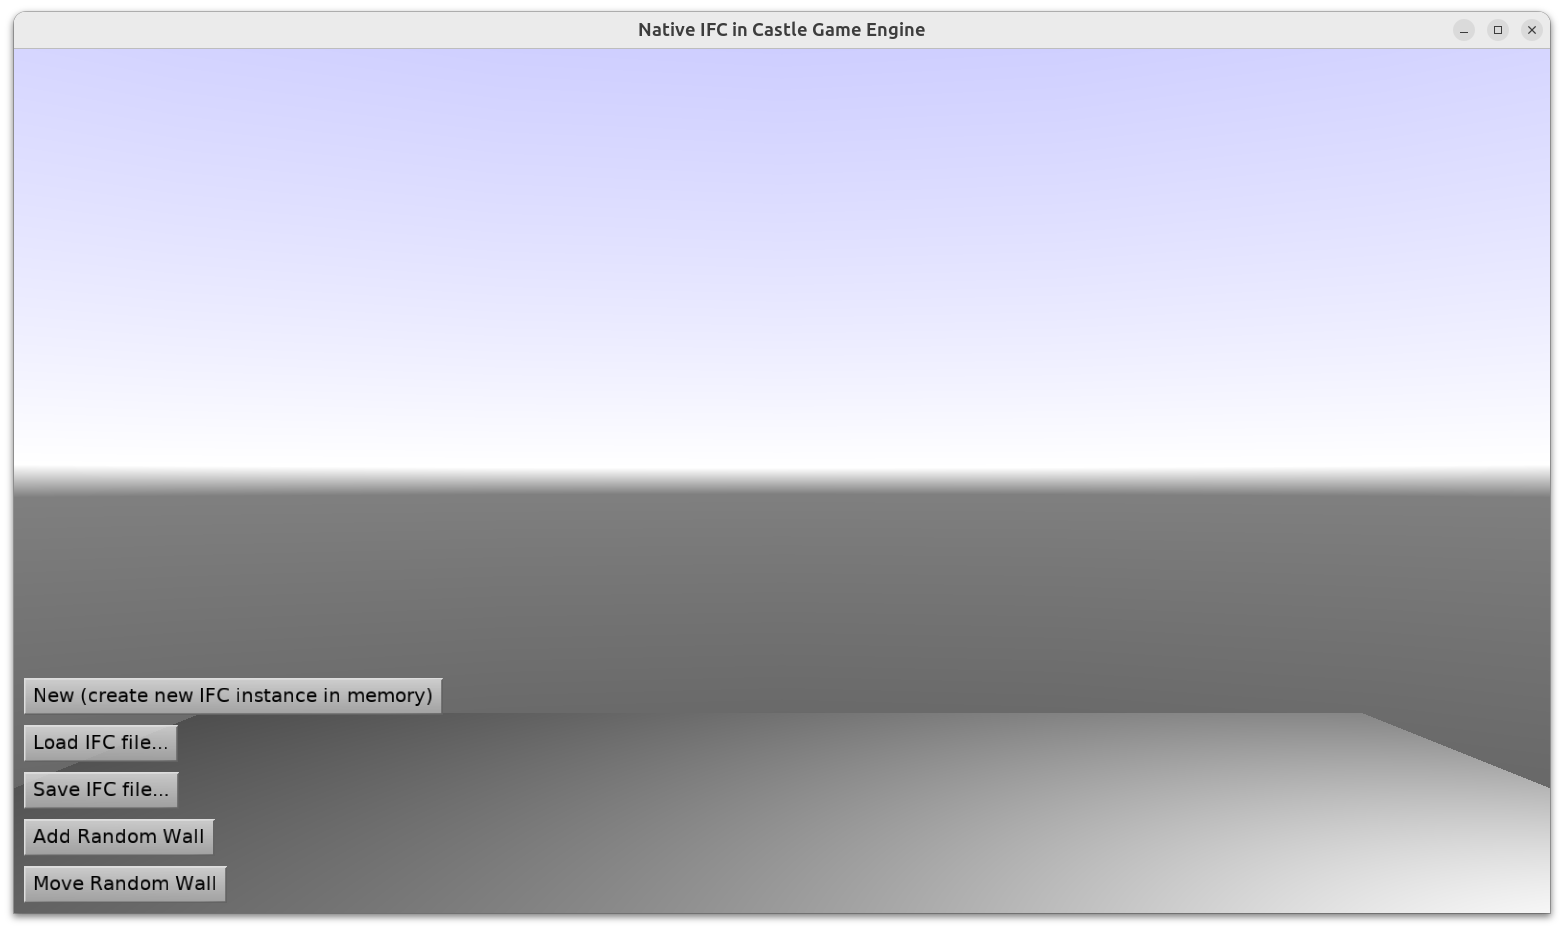 Native IFC in Castle Game Engine
New (create new IFC instance in memory)
Load IFC file...
Save IFC file...
Add Random Wall
Move Random Wall